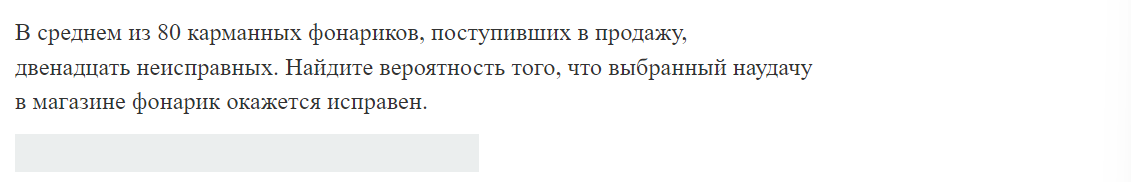 В среднем из 80 карманных фонариков, поступивших в продажу,
двенадцать неисправных. Найдите вероятность того, что выбранный наудачу
в магазине фонарик окажется исправен.